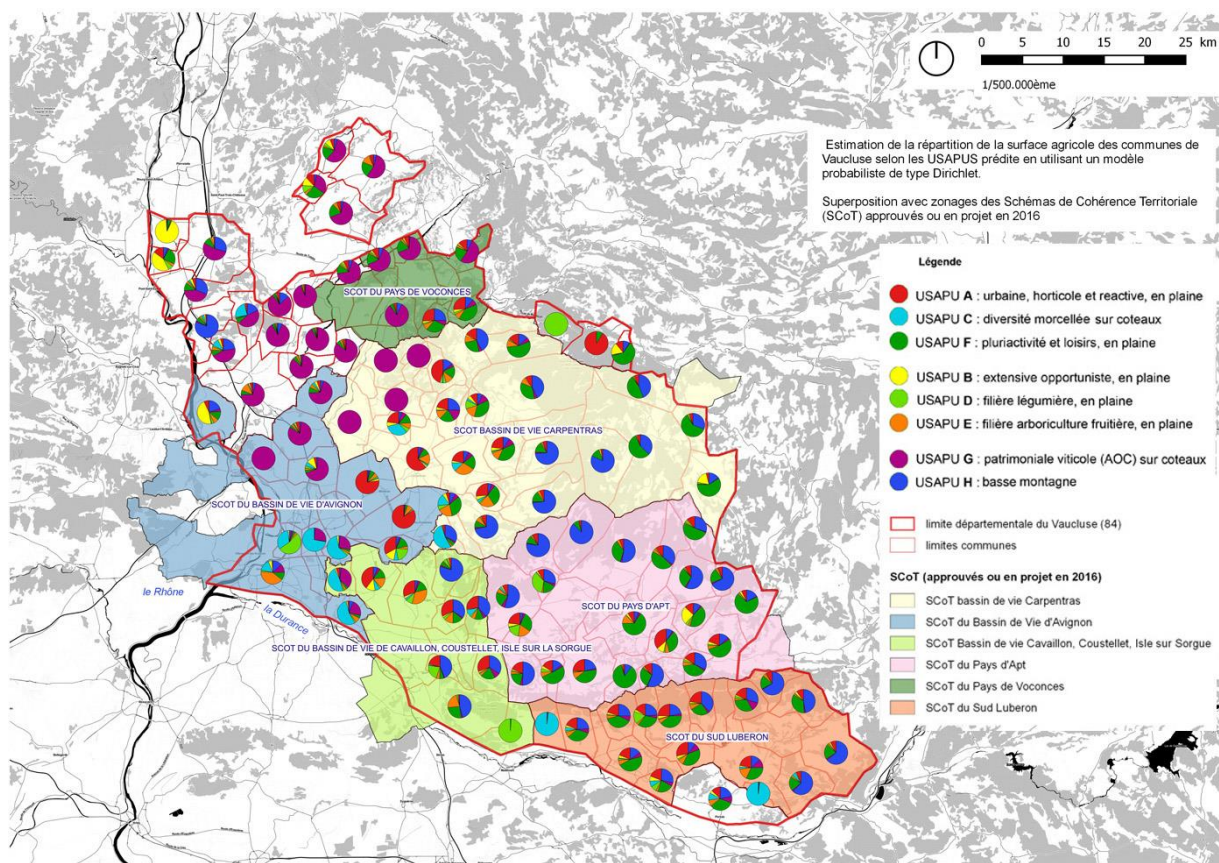 0 5 10 15 20 25 km
1/500.000ème
Estimation de la répartition de la surface agricole des communes de
Vaucluse selon les USAPUS prédite en utilisant un modèle
probabiliste de type Dirichlet.
Superposition avec zonages des Schémas de Cohérence Territoriale
(SCoT) approuvés ou en projet en 2016
Légende
USAPU A : urbaine, horticole et reactive, en plaine
USAPU C : diversité morcellée sur coteaux
USAPU F : pluriactivité et loisirs, en plaine
USAPU B : extensive opportuniste, en plaine
USAPU D : filière légumière, en plaine
USAPU E : filière arboriculture fruitière, en plaine
USAPU G : patrimoniale viticole (AOC) sur coteaux
USAPU H : basse montagne
limite départementale du Vaucluse (84)
limites communes
SCoT (approuvés ou en projet en 2016)
SCoT bassin de vie Carpentras
SCoT du Bassin de Vie d'Avignon
SCoT Bassin de vie Cavaillon, Coustellet, Isle sur Sorgue
SCoT du Pays d'Apt
SCoT du Pays de Voconces
SCoT du Sud Luberon
SCOT DU PAYS DE VOCONCES
SCOT BASSIN DE VIE CARPENTRAS
SCOT DU BASSIN DE VIE D'AVIGNON
le Rhône
la Durance
SCOT DU PAYS D'APT
SCOT DU BASSIN DE VIE DE CAVAILLON, COUSTELLET, ISLE SUR LA SORGUE
SCOT DU SUD LUBERON